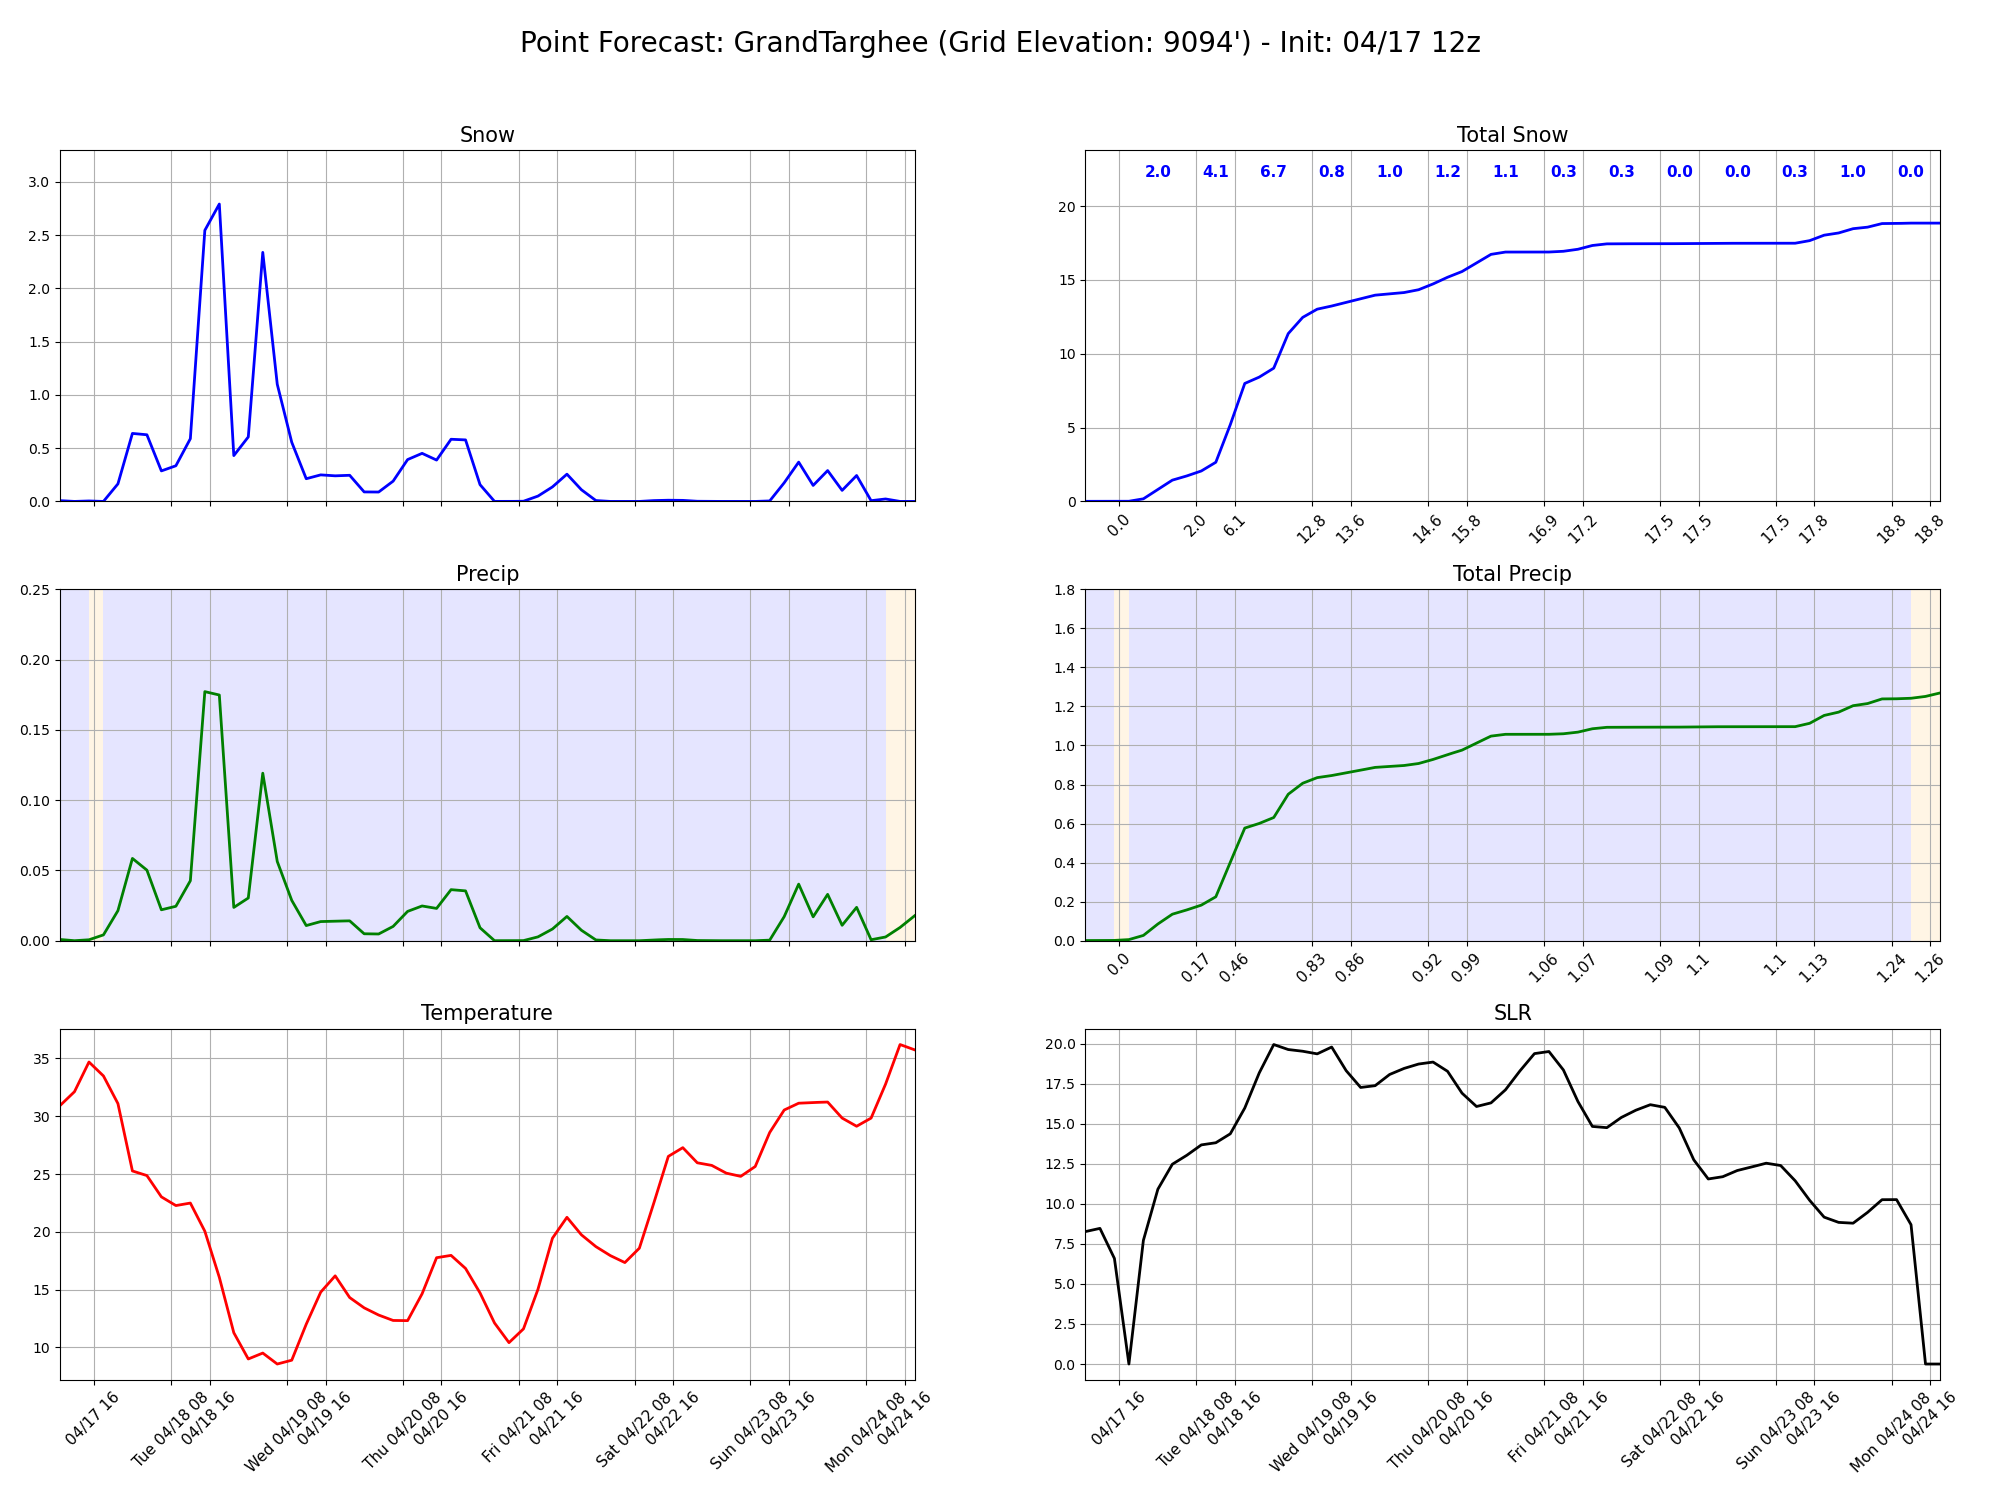 Point Forecast: GrandTarghee (Grid Elevation: 9094') - Init: 04/17 12z
Snow
3.0
2.5
2.0
1.5
1.0
0.5
0.0
Total Snow
2.0 4.1 6.7 0.8 1.0 1.2 1.1 0.3 0.3 0.0 0.0 0.3 1.0 0.0
20
15
10
5
0
0.0 2.0 6.1 12.8 13.6 14.6 15.8 16.9 17.2 17.5 17.5 17.5 17.8 18.8 18.8
Precip
0.25
0.20
0.15
0.10
0.05
0.00
Total Precip
1.8
1.6
1.4
1.2
1.0
0.8
0.6
0.4
0.2
0.0
0.0 0.17 0.46 0.83 0.86 0.92 0.99 1.06 1.07 1.09 1.1 1.1 1.13 1.24 1.26
Temperature
35
30
25
20
15
10
04/17 16
Tue 04/18 08
04/18 16
Wed 04/19 08
04/19 16
Thu 04/20 08
04/20 16
Fri 04/21 08
04/21 16
Sat 04/22 08
04/22 16
Sun 04/23 08
04/23 16
Mon 04/24 08
04/24 16
SLR
20.0
17.5
15.0
12.5
10.0
7.5
5.0
2.5
0.0
04/17 16
Tue 04/18 08
04/18 16
Wed 04/19 08
04/19 16
Thu 04/20 08
04/20 16
Fri 04/21 08
04/21 16
Sat 04/22 08
04/22 16
Sun 04/23 08
04/23 16
Mon 04/24 08
04/24 16